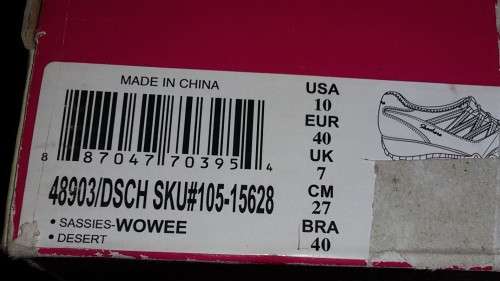 MADE IN CHINA
8 87047 70395 4
48903/DSCH SKU#105-15628
• SASSIES-WOWEE
• DESERT
USA
10
EUR
40
UK
7
CM
27
BRA
40
Skechers